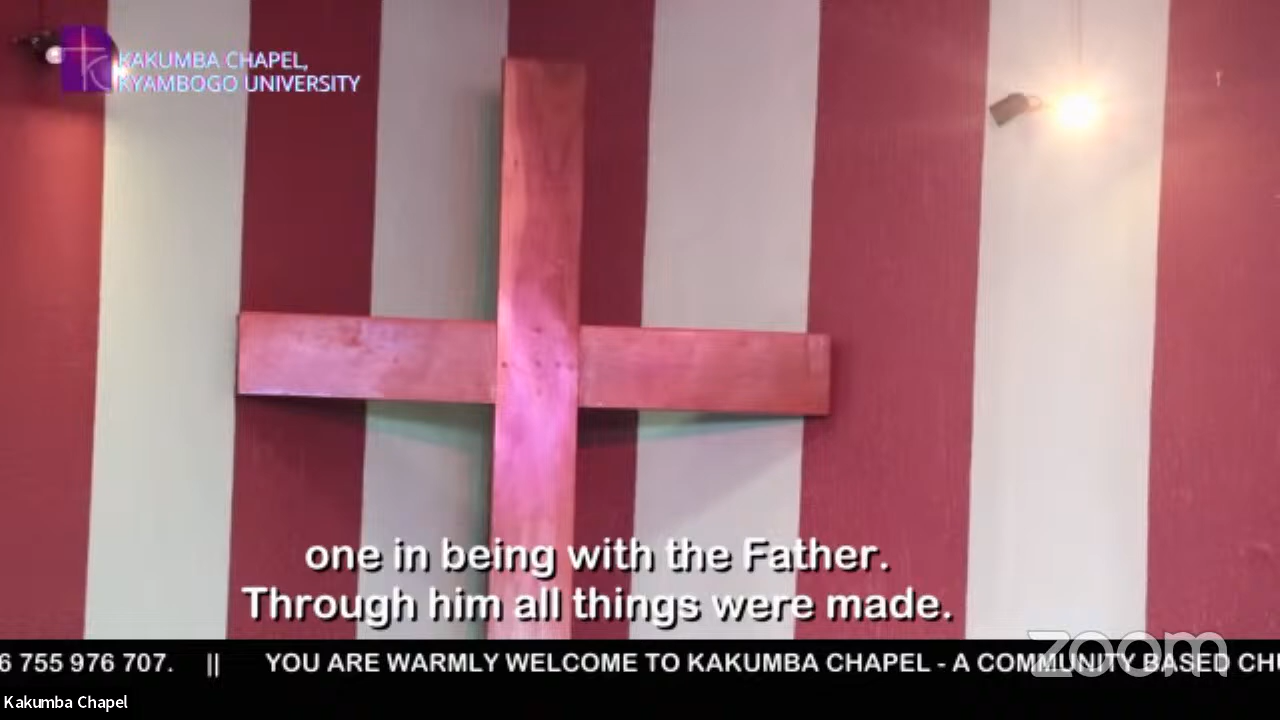 KAKUMBA CHAPEL,
KYAMBOGO UNIVERSITY
one in being with the Father.
Through him all things were made.
6 755 976 707. || YOU ARE WARMLY WELCOME TO KAKUMBA CHAPEL - A COMMUNITY BASED CHU
zoom
Kakumba Chapel